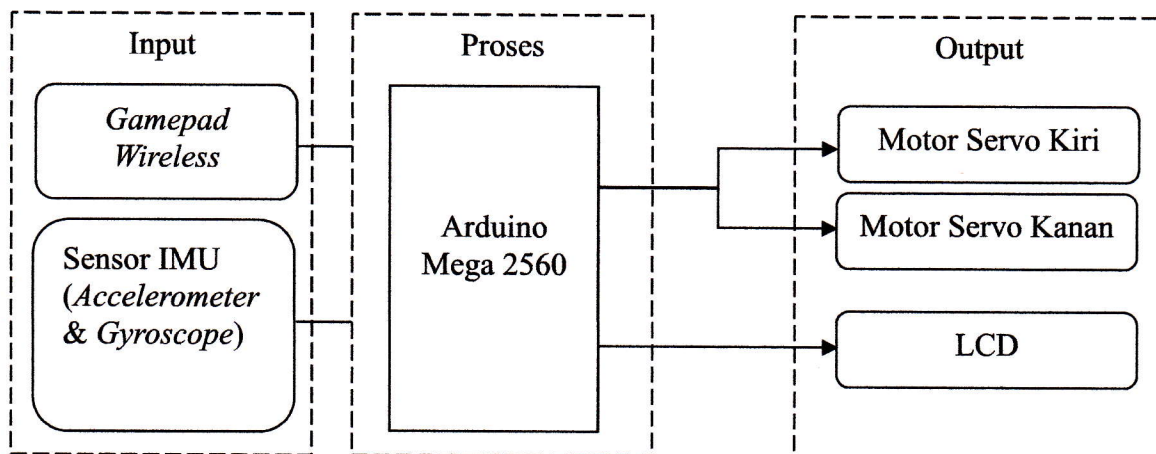 Input
Gamepad
Wireless
Sensor IMU
(Accelerometer
& Gyroscope)
Proses
Arduino
Mega 2560
Output
Motor Servo Kiri
Motor Servo Kanan
LCD